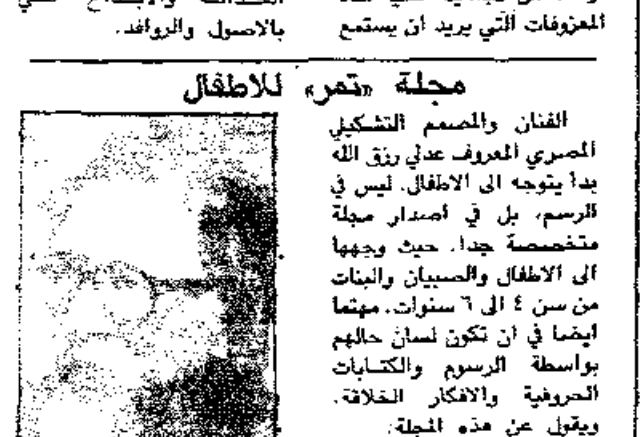 المعزوفات التي يريد ان يستمع
بالاصول والروافد.
مجلة «تمر» للاطفال
الفنان والمصمم التشكيلي
المصري المعروف عدلي رزق الله
بدا يتوجه الى الاطفال. ليس في
الرسم، بل في اصدار مجلة
متخصصة جدا. حيث وجهها
الى الاطفال والصبيان والبنات
من سن ٤ الى ٦ سنوات. مهتما
ايضا في ان تكون لسان حالهم
بواسطة الرسوم والكتابات
الحروفية والافكار الخلاقة.
ويقول عن هذه المجلة: